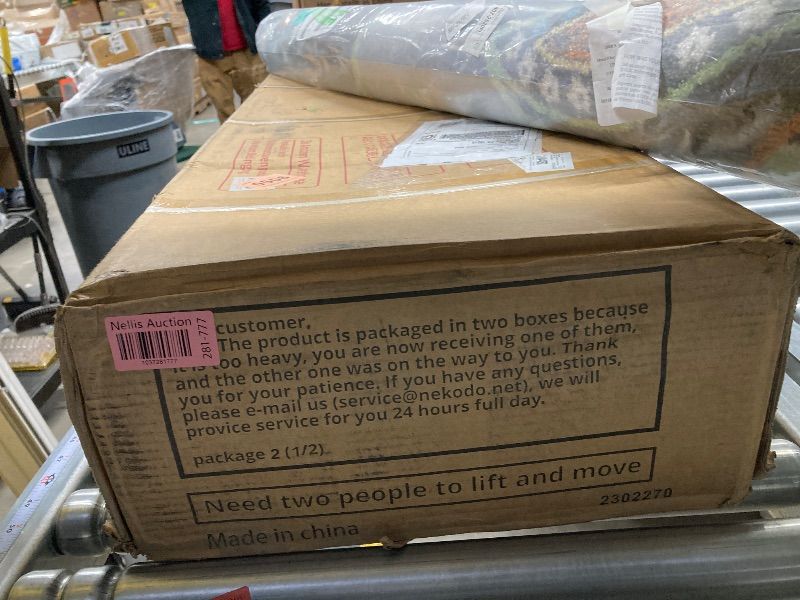 ULINE
Nellis Auction
281-777
1037281777
customer,
The product is packaged in two boxes because
too heavy, you are now receiving one of them,
and the other one was on the way to you. Thank
you for your patience. If you have any questions,
please e-mail us (service@nekodo.net), we will
provice service for you 24 hours full day.
package 2 (1/2)
Need two people to lift and move
2302270
Made in china